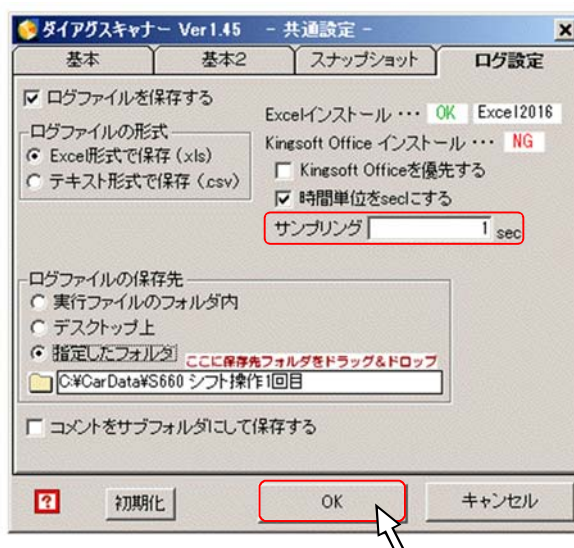 ダイアグスキャナー Ver1.45 － 共通設定 －
基本 基本2 スナップショット ログ設定
ログファイルを保存する
Excelインストール ・・・ OK Excel2016
ログファイルの形式
Kingsoft Office インストール ・・・ NG
Excel形式で保存 (xls)
Kingsoft Officeを優先する
テキスト形式で保存 (.csv)
時間単位をseclにする
サンプリング 1 sec
ログファイルの保存先
実行ファイルのフォルダ内
デスクトップ上
指定したフォルダ ここに保存先フォルダをドラッグ&ドロップ
C:¥CarData¥S660 シフト操作1回目
コメントをサブフォルダにして保存する
? 初期化 OK キャンセル